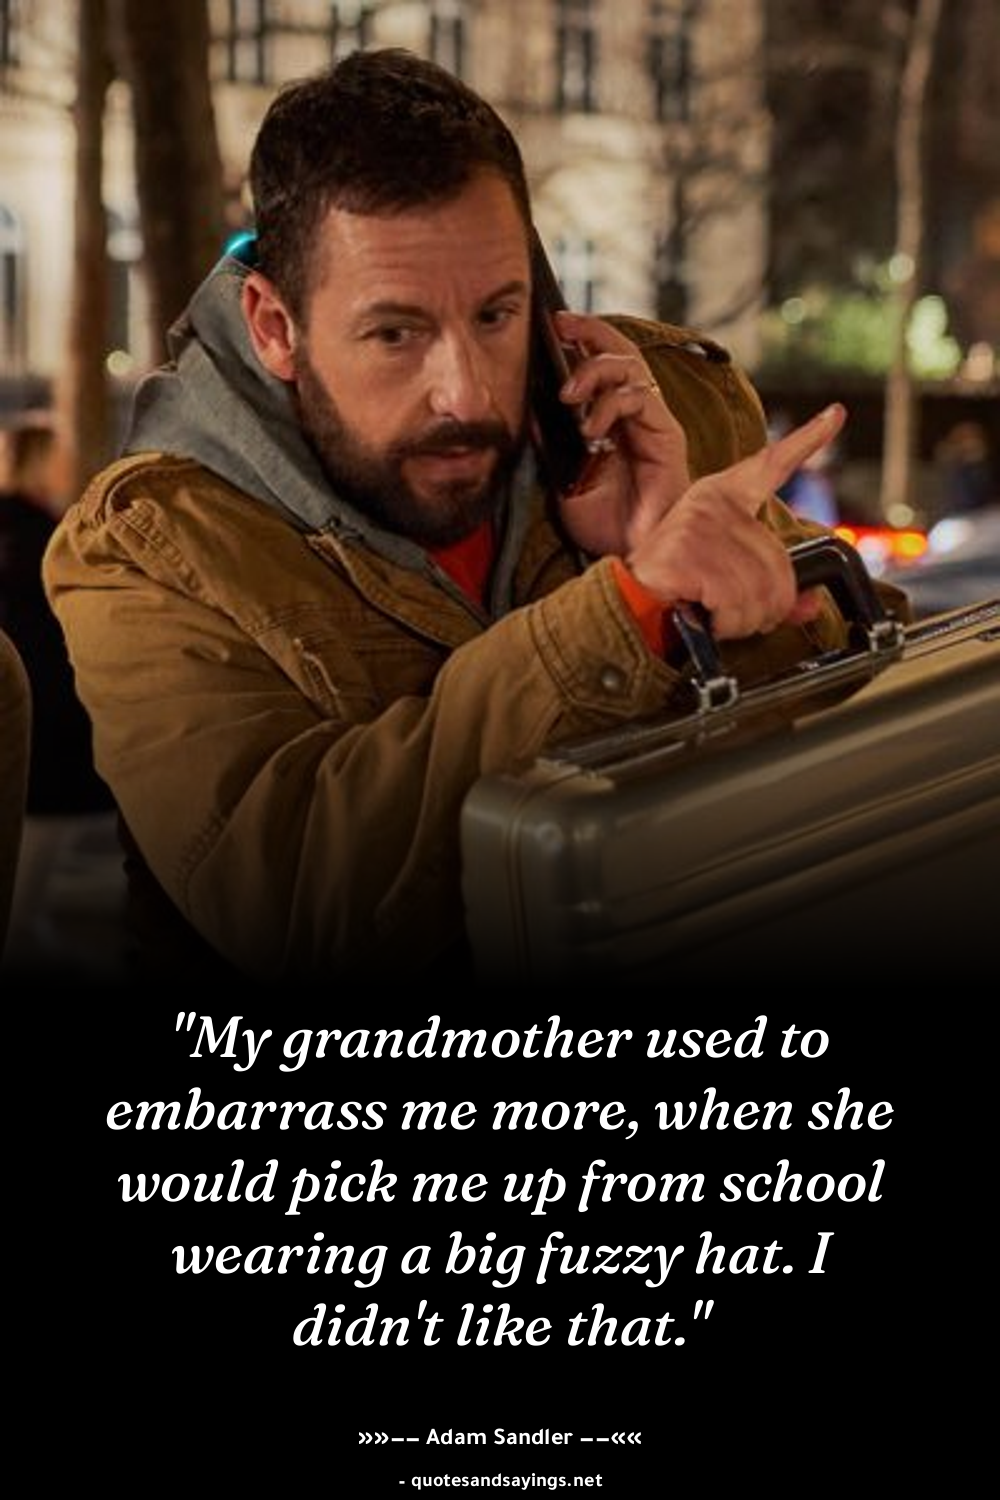 "My grandmother used to
embarrass me more, when she
would pick me up from school
wearing a big fuzzy hat. I
didn't like that."
»»–– Adam Sandler ––««
- quotesandsayings.net